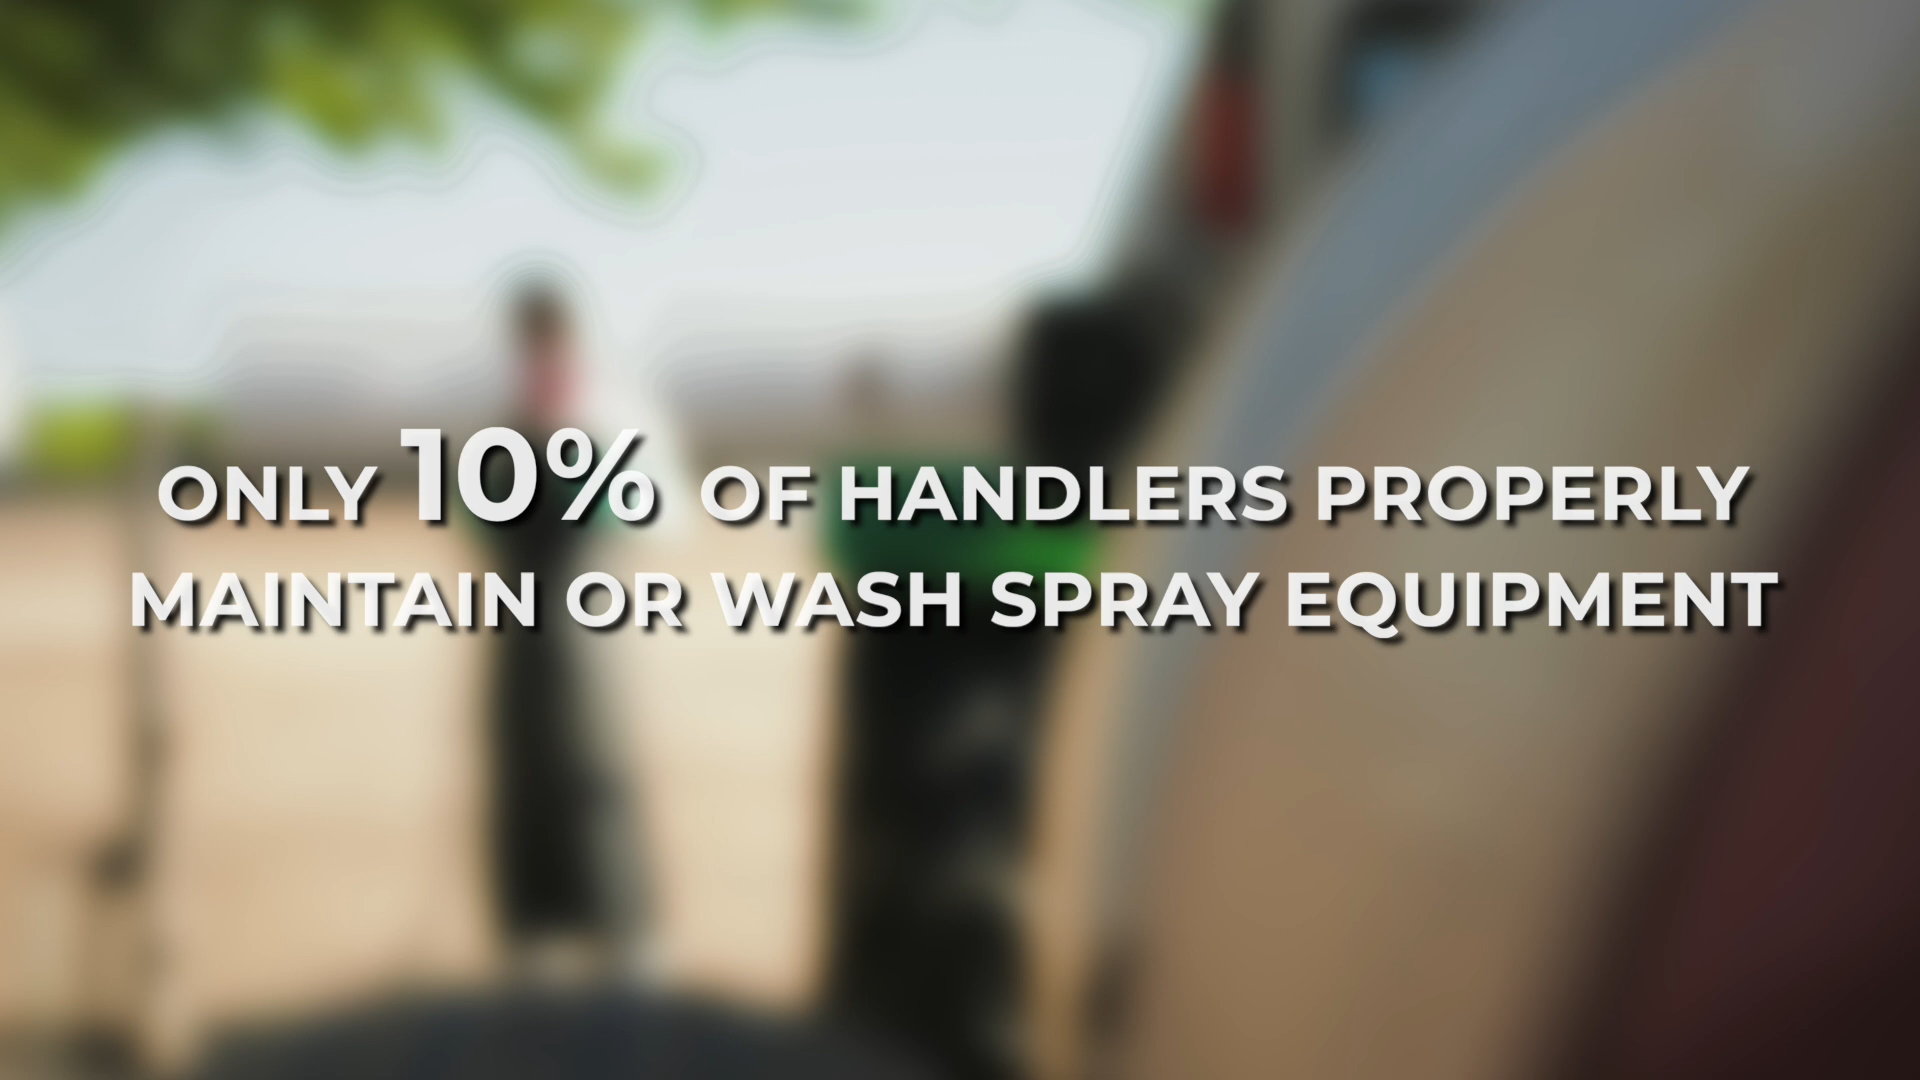 ONLY 10% OF HANDLERS PROPERLY
MAINTAIN OR WASH SPRAY EQUIPMENT